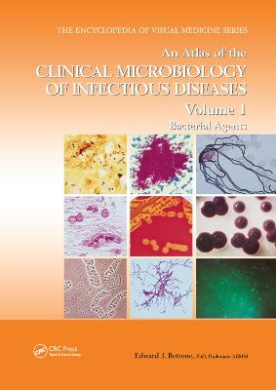 THE ENCYCLOPEDIA OF VISUAL MEDICINE SERIES
An Atlas of the
CLINICAL MICROBIOLOGY
OF INFECTIOUS DISEASES
Volume 1
Bacterial Agents
Edward J. Bottone, PhD, Professor, ABMM
CRC Press